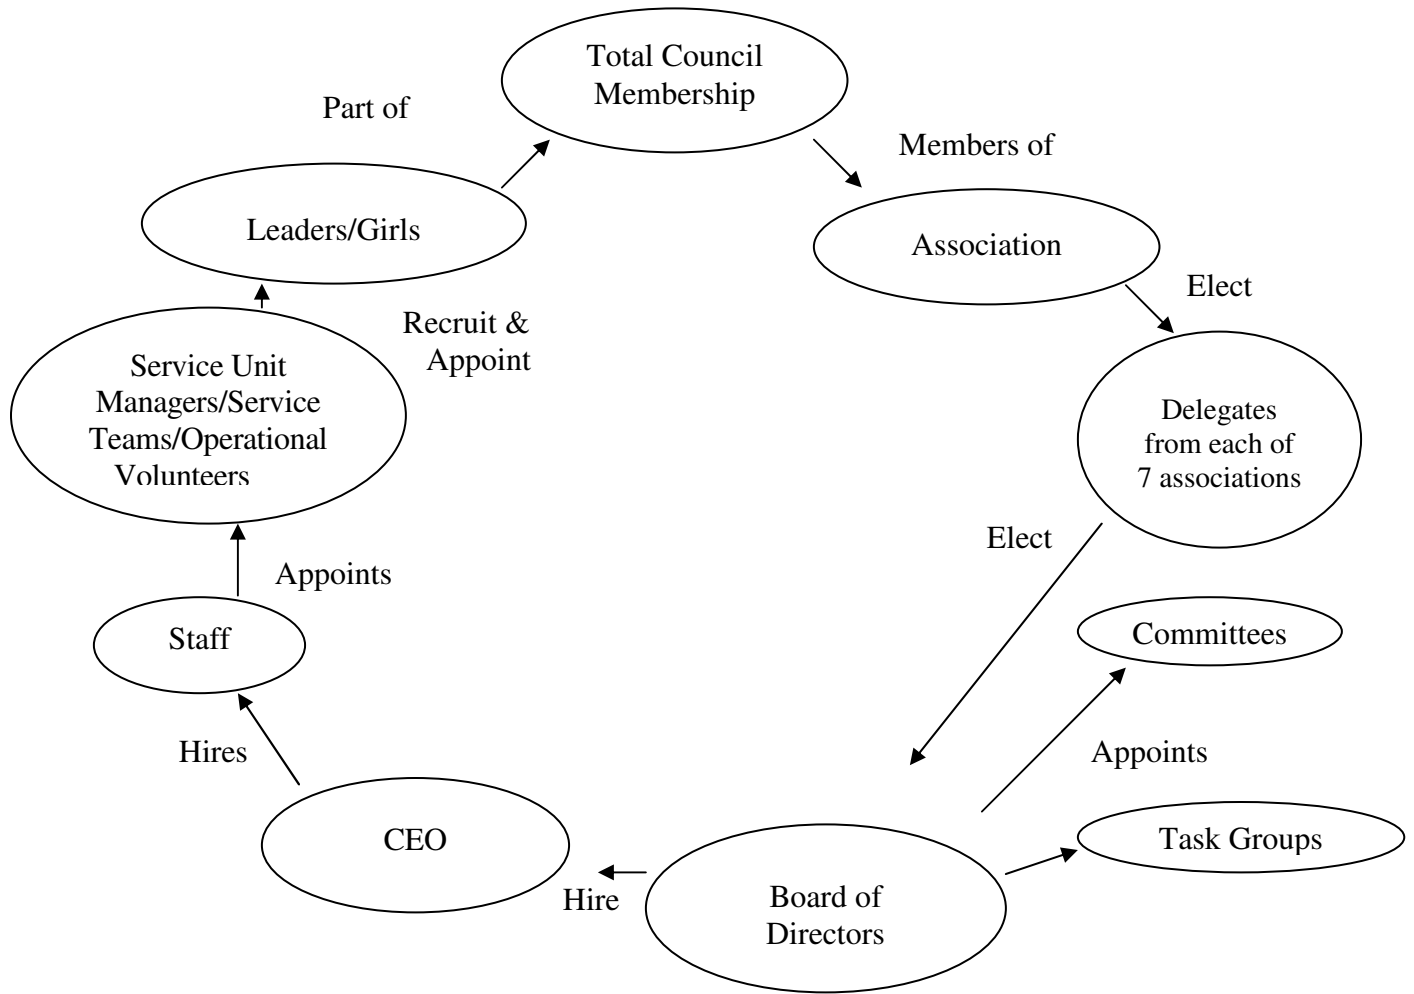 Total Council
Membership
Part of
Members of
Leaders/Girls
Association
Elect
Recruit &
Appoint
Service Unit
Managers/Service
Teams/Operational
Volunteers
Delegates
from each of
7 associations
Elect
Appoints
Staff
Committees
Hires
Appoints
CEO
Task Groups
Hire
Board of
Directors